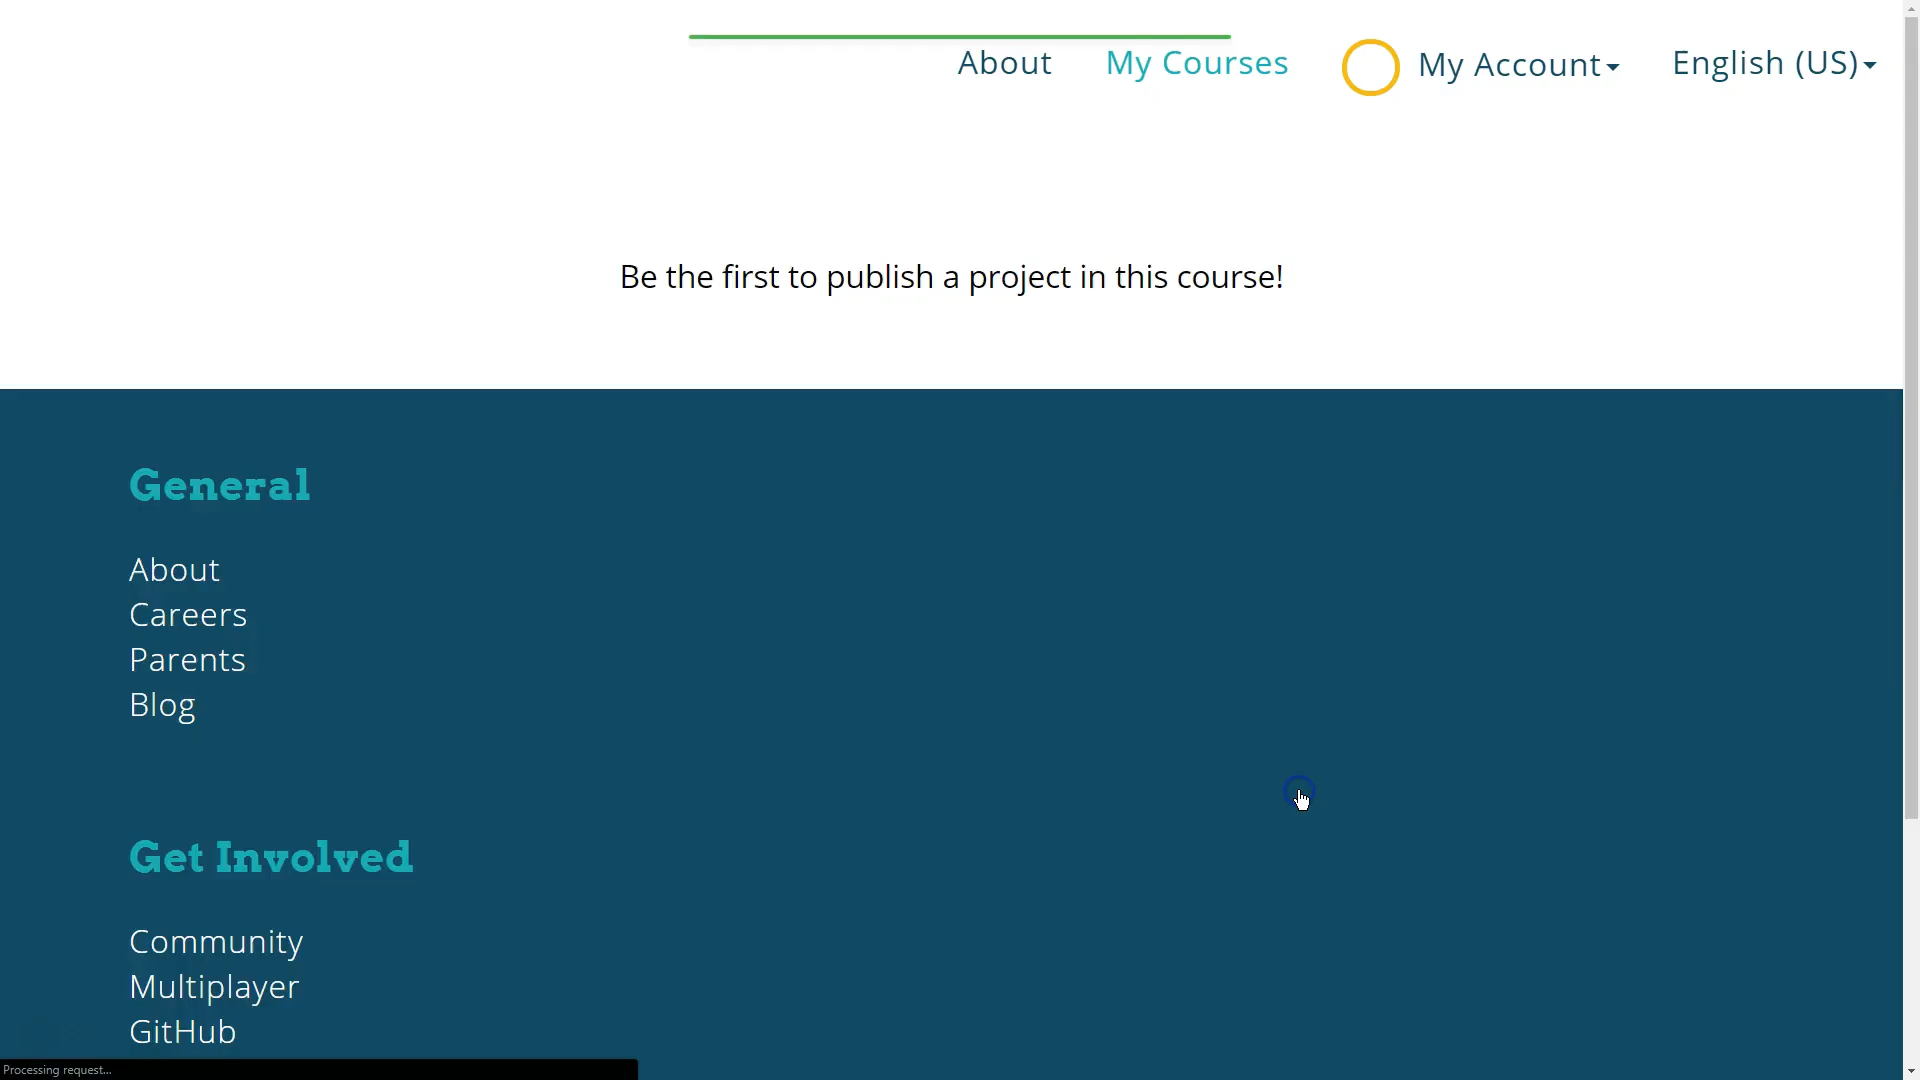 About My Courses My Account English (US)
Be the first to publish a project in this course!
General
About
Careers
Parents
Blog
Get Involved
Community
Multiplayer
GitHub
Processing request...